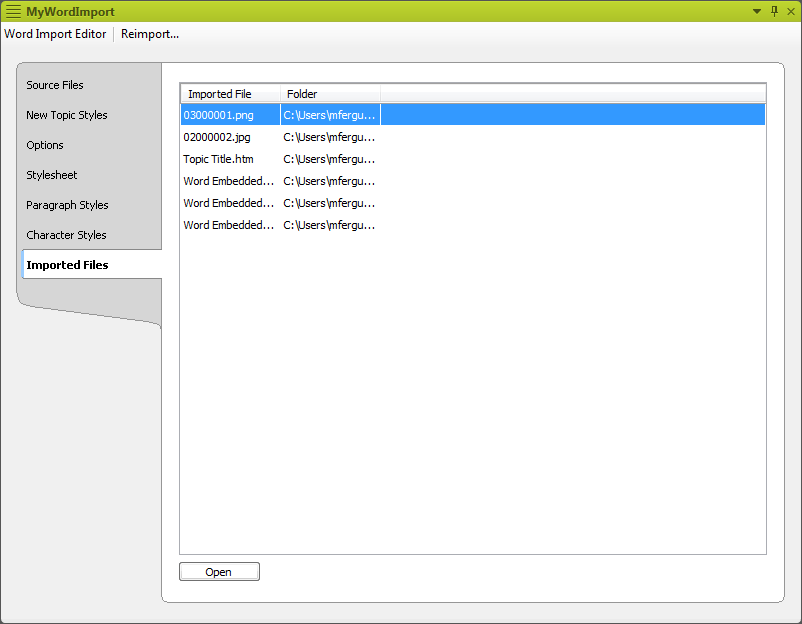 MyWordImport
Word Import Editor Reimport...
Source Files
New Topic Styles
Options
Stylesheet
Paragraph Styles
Character Styles
Imported Files
Imported File Folder
03000001.png C:\Users\mfergu...
02000002.jpg C:\Users\mfergu...
Topic Title.htm C:\Users\mfergu...
Word Embedded... C:\Users\mfergu...
Word Embedded... C:\Users\mfergu...
Word Embedded... C:\Users\mfergu...
Open